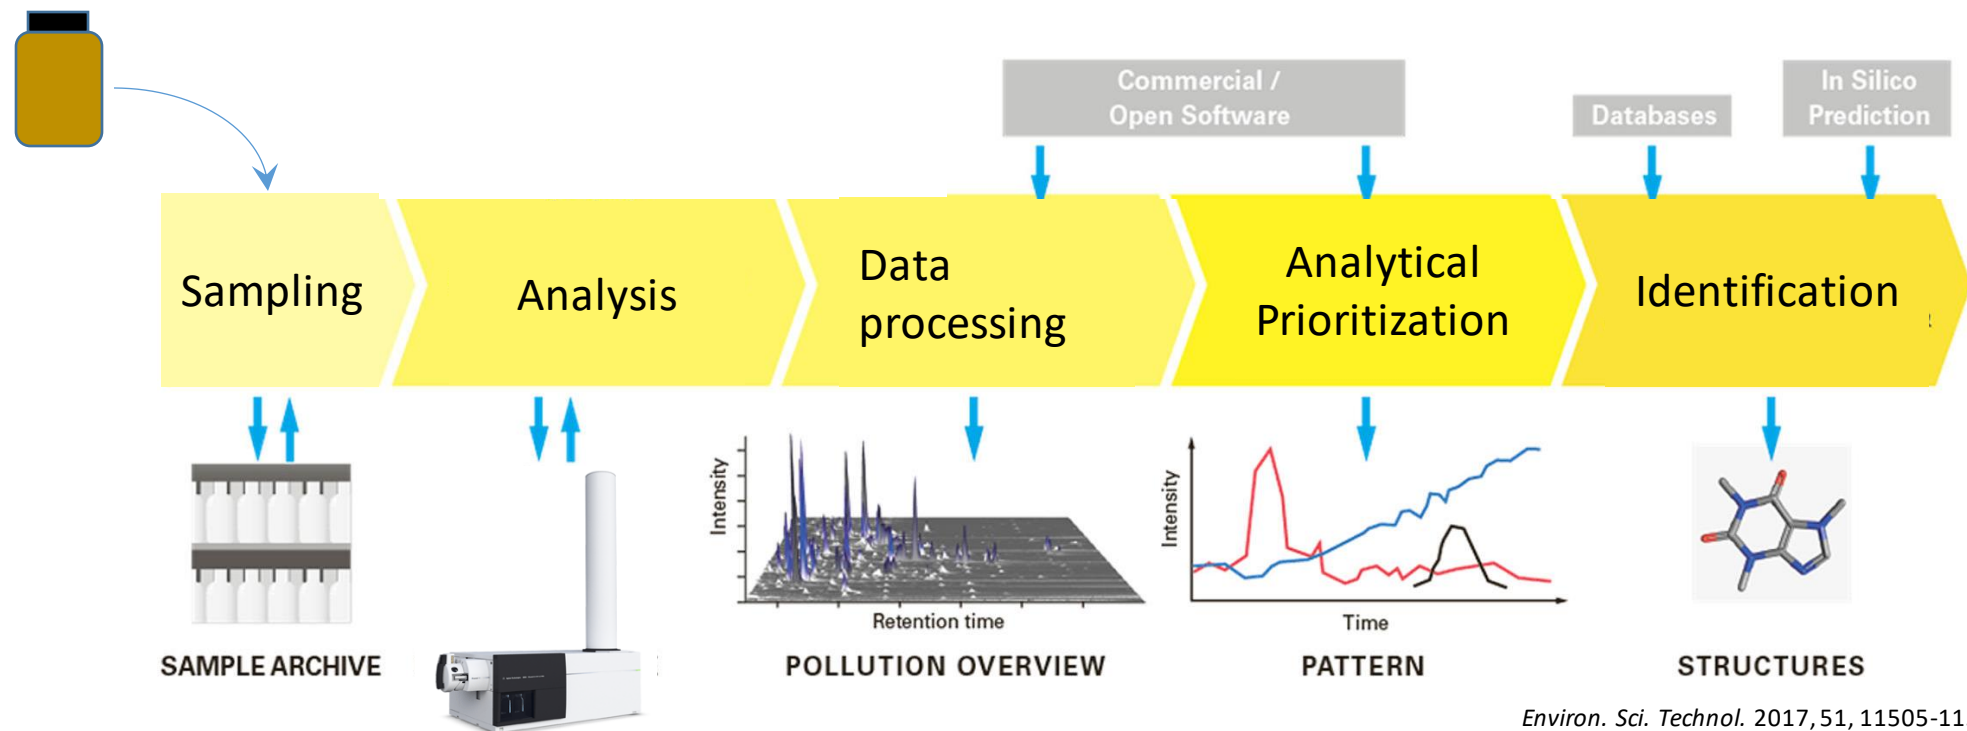 Commercial /
Open Software
Databases
In Silico
Prediction
Sampling
Analysis
Data
processing
Analytical
Prioritization
Identification
Intensity
Retention time
Intensity
Time
SAMPLE ARCHIVE
POLLUTION OVERVIEW
PATTERN
STRUCTURES
Environ. Sci. Technol. 2017, 51, 11505-11